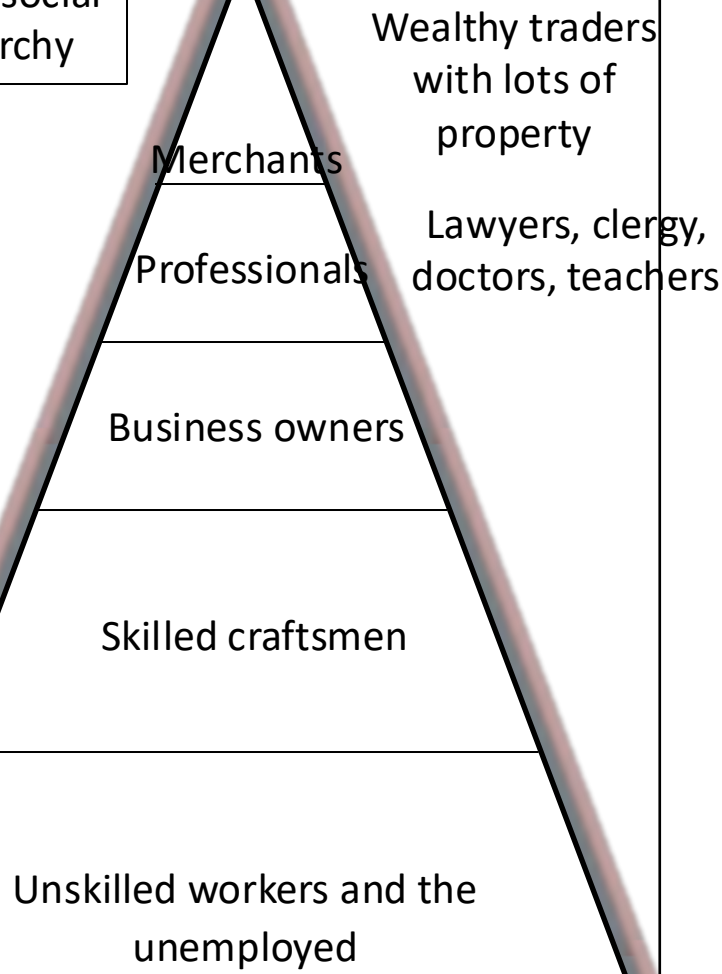 social
rchy
Wealthy traders
with lots of
property
Merchants
Lawyers, clergy,
doctors, teachers
Professionals
Business owners
Skilled craftsmen
Unskilled workers and the
unemployed